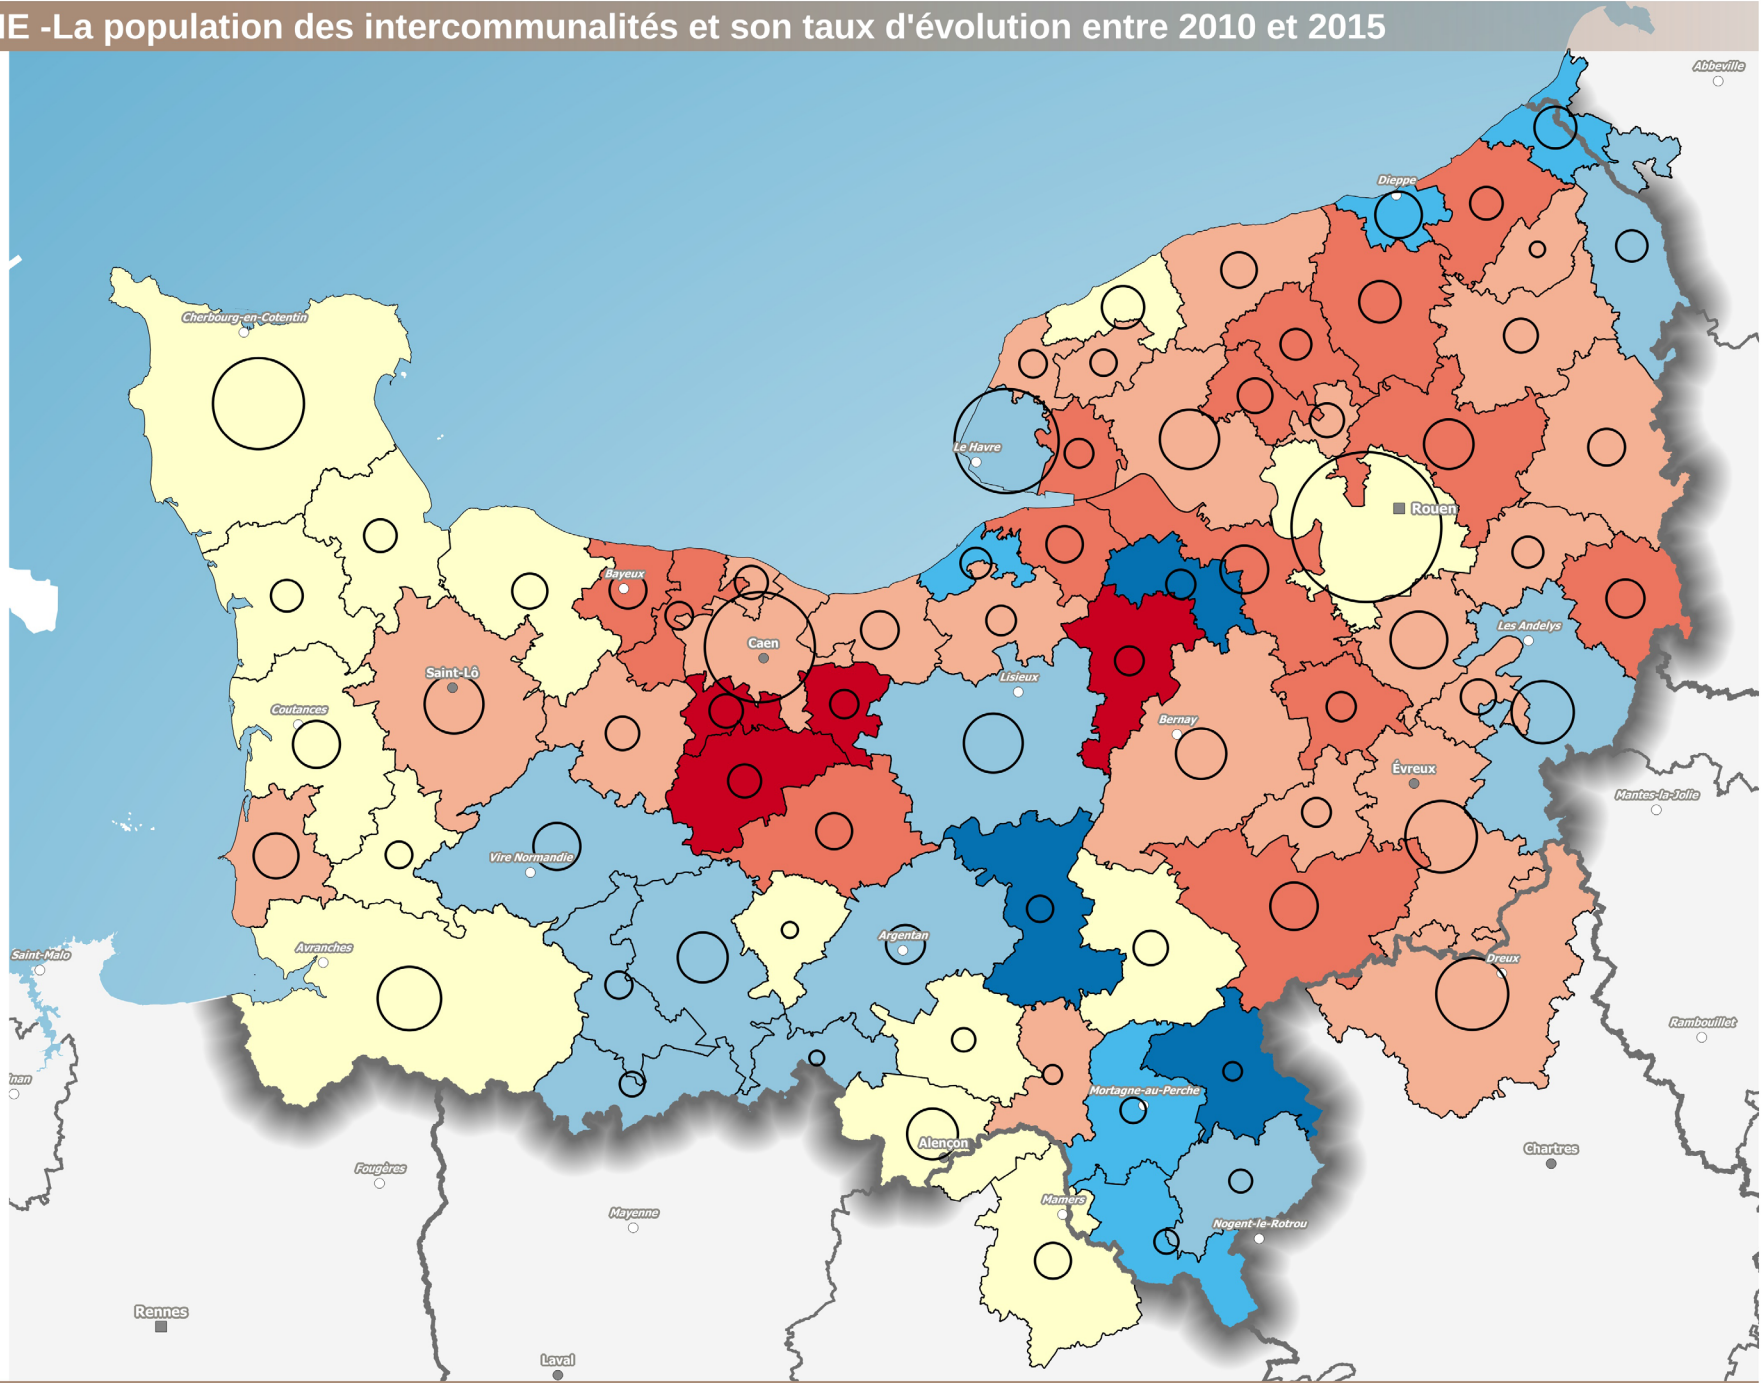 IE -La population des intercommunalités et son taux d'évolution entre 2010 et 2015
Abbeville
Dieppe
Cherbourg-en-Cotentin
Le Havre
Rouen
Bayeux
Les Andelys
Caen
Saint-Lô
Lisieux
Coutances
Bernay
Évreux
Mantes-la-Jolie
Vire Normandie
Argentan
Avranches
Saint-Malo
Dreux
Rambouillet
nan
Mortagne-au-Perche
Alençon
Chartres
Fougères
Mamers
Mayenne
Nogent-le-Rotrou
Rennes
Laval